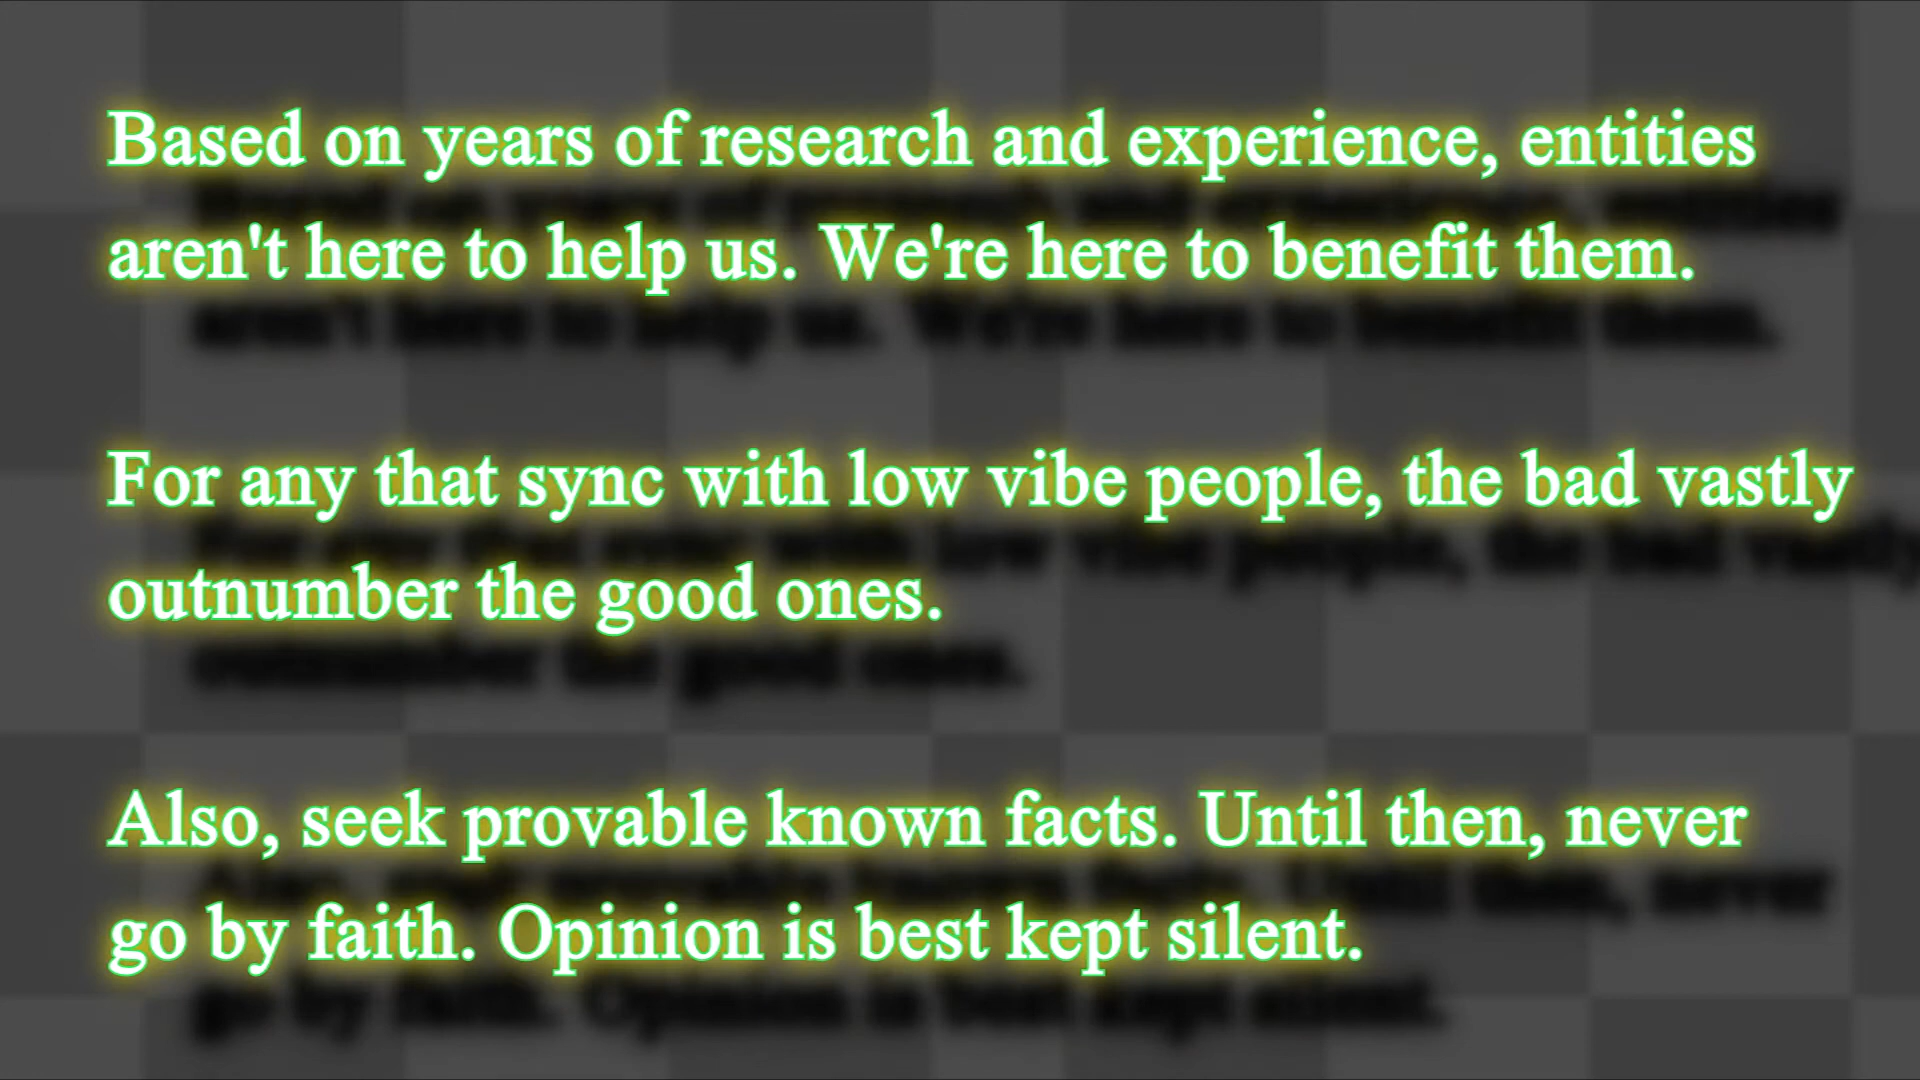 Based on years of research and experience, entities
aren't here to help us. We're here to benefit them.
For any that sync with low vibe people, the bad vastly
outnumber the good ones.
Also, seek provable known facts. Until then, never
go by faith. Opinion is best kept silent.